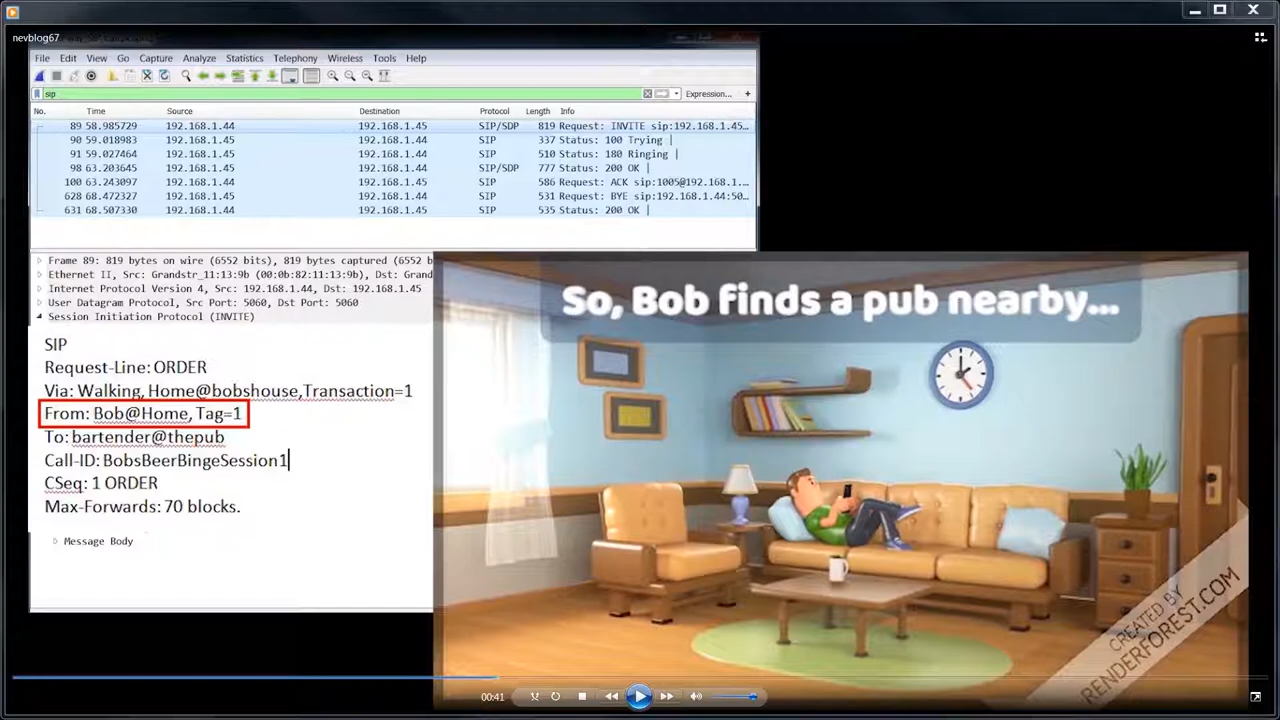 nevblog67
File Edit View Go Capture Analyze Statistics Telephony Wireless Tools Help
sip
Expression... +
No. Time Source Destination Protocol Length Info
89 58.985729 192.168.1.44 192.168.1.45 SIP/SDP 819 Request: INVITE sip:192.168.1.45…
90 59.018983 192.168.1.45 192.168.1.44 SIP 337 Status: 100 Trying |
91 59.027464 192.168.1.45 192.168.1.44 SIP 510 Status: 180 Ringing |
98 63.203645 192.168.1.45 192.168.1.44 SIP/SDP 777 Status: 200 OK |
100 63.243097 192.168.1.44 192.168.1.45 SIP 586 Request: ACK sip:1005@192.168.1.…
628 68.472327 192.168.1.45 192.168.1.44 SIP 531 Request: BYE sip:192.168.1.44:50…
631 68.507330 192.168.1.44 192.168.1.45 SIP 535 Status: 200 OK |
Frame 89: 819 bytes on wire (6552 bits), 819 bytes captured (6552 b
Ethernet II, Src: Grandstr_11:13:9b (00:0b:82:11:13:9b), Dst: Grand
Internet Protocol Version 4, Src: 192.168.1.44, Dst: 192.168.1.45
User Datagram Protocol, Src Port: 5060, Dst Port: 5060
Session Initiation Protocol (INVITE)
SIP
Request-Line: ORDER
Via: Walking, Home@bobshouse,Transaction=1
From: Bob@Home, Tag=1
To: bartender@thepub
Call-ID: BobsBeerBingeSession1
CSeq: 1 ORDER
Max-Forwards: 70 blocks.
Message Body
So, Bob finds a pub nearby...
CREATED BY
RENDERFOREST.COM
00:41